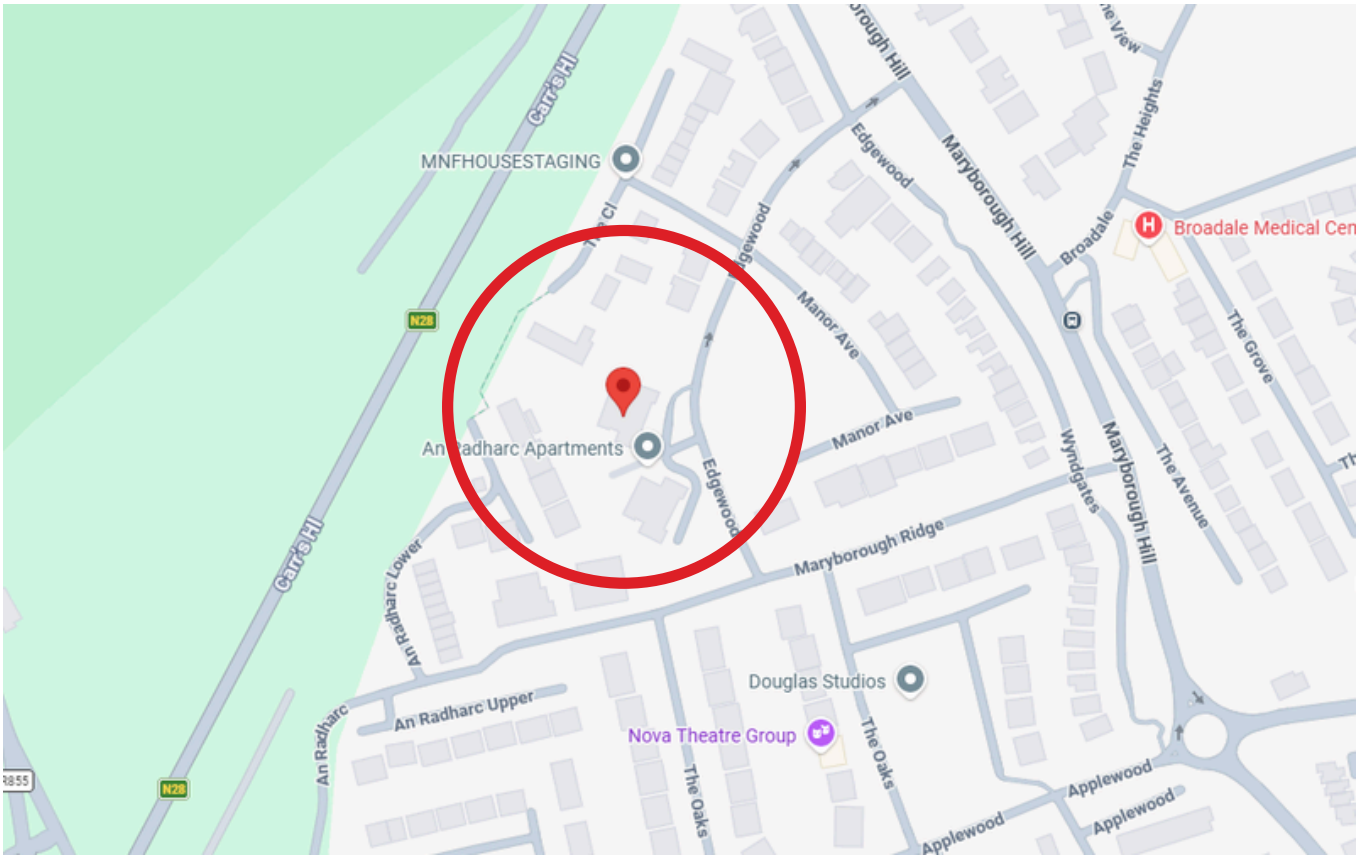 Carr's Hl
orough Hill
e View
MNFHOUSESTAGING
Edgewood
Maryborough Hill
The Heights
Broadale
Broadale Medical Cen
The Cl
Edgewood
N28
Manor Ave
The Grove
An Radharc Apartments
Manor Ave
Edgewood
Wyndgates
Maryborough Hill
The Avenue
Th
Carr's Hl
An Radharc Lower
Maryborough Ridge
Douglas Studios
An Radharc Upper
An Radharc
Nova Theatre Group
The Oaks
The Oaks
R855
N28
Applewood
Applewood
Applewood